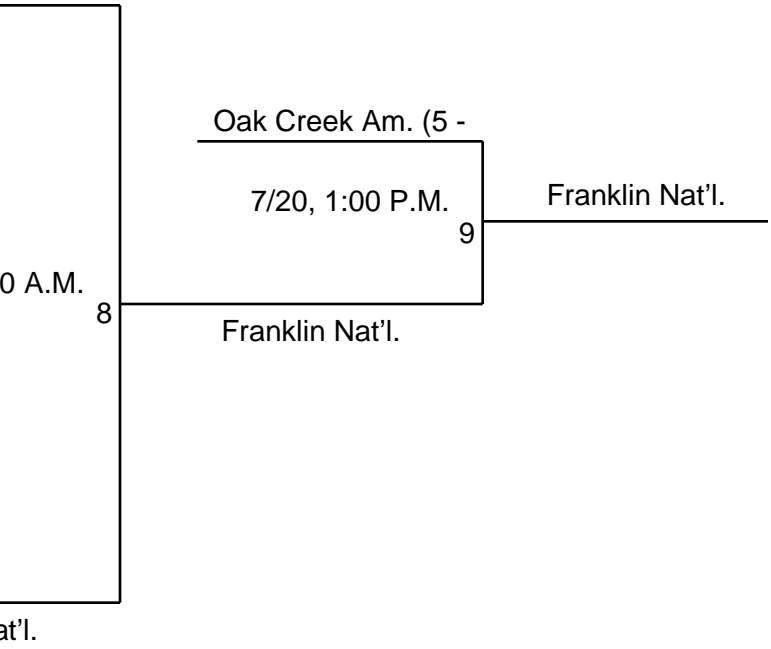 Oak Creek Am. (5 -
7/20, 1:00 P.M.
Franklin Nat’l.
9
0 A.M.
8
Franklin Nat’l.
at’l.